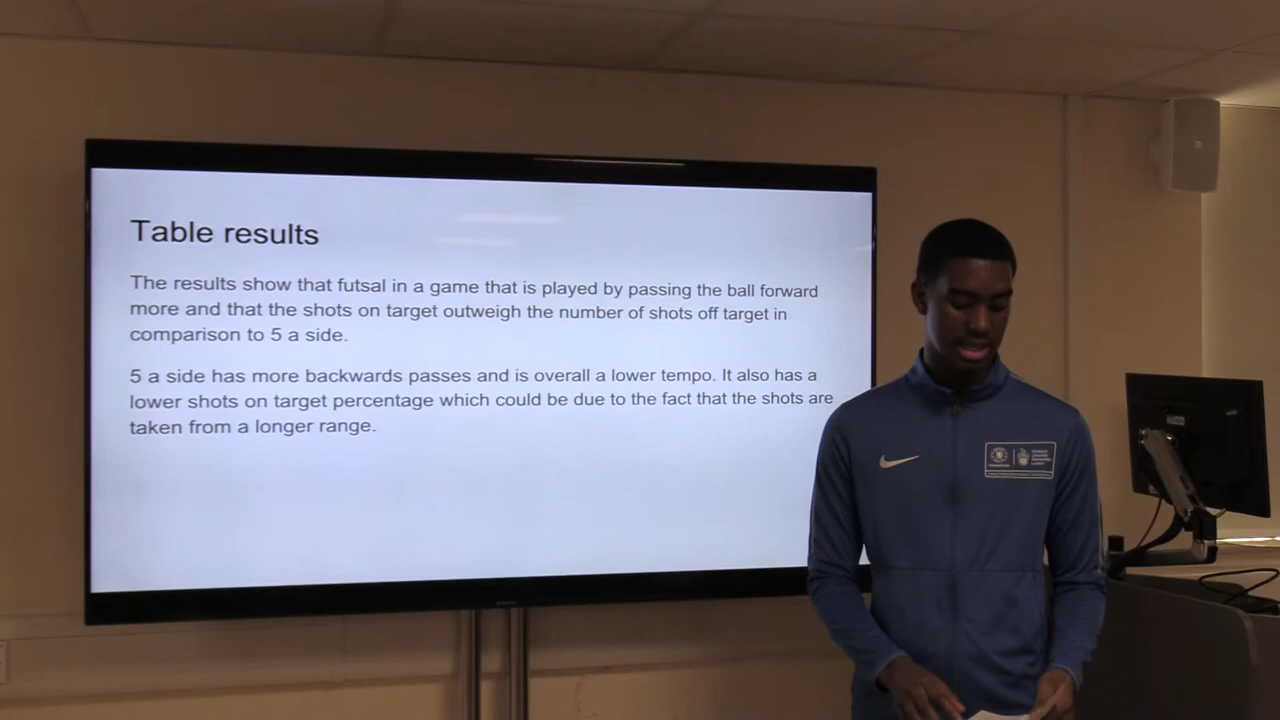 Table results
The results show that futsal in a game that is played by passing the ball forward
more and that the shots on target outweigh the number of shots off target in
comparison to 5 a side.
5 a side has more backwards passes and is overall a lower tempo. It also has a
lower shots on target percentage which could be due to the fact that the shots are
taken from a longer range.